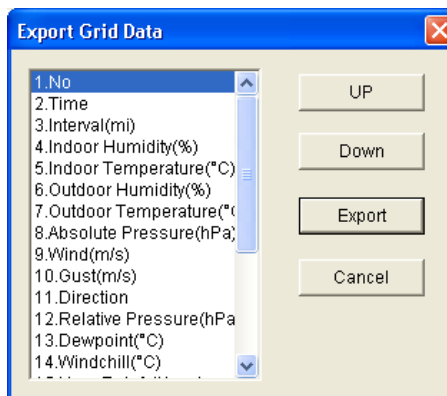 Export Grid Data
1.No
2.Time
3.Interval(mi)
4.Indoor Humidity(%)
5.Indoor Temperature(°C)
6.Outdoor Humidity(%)
7.Outdoor Temperature(°
8.Absolute Pressure(hPa)
9.Wind(m/s)
10.Gust(m/s)
11.Direction
12.Relative Pressure(hPa
13.Dewpoint(°C)
14.Windchill(°C)
UP
Down
Export
Cancel